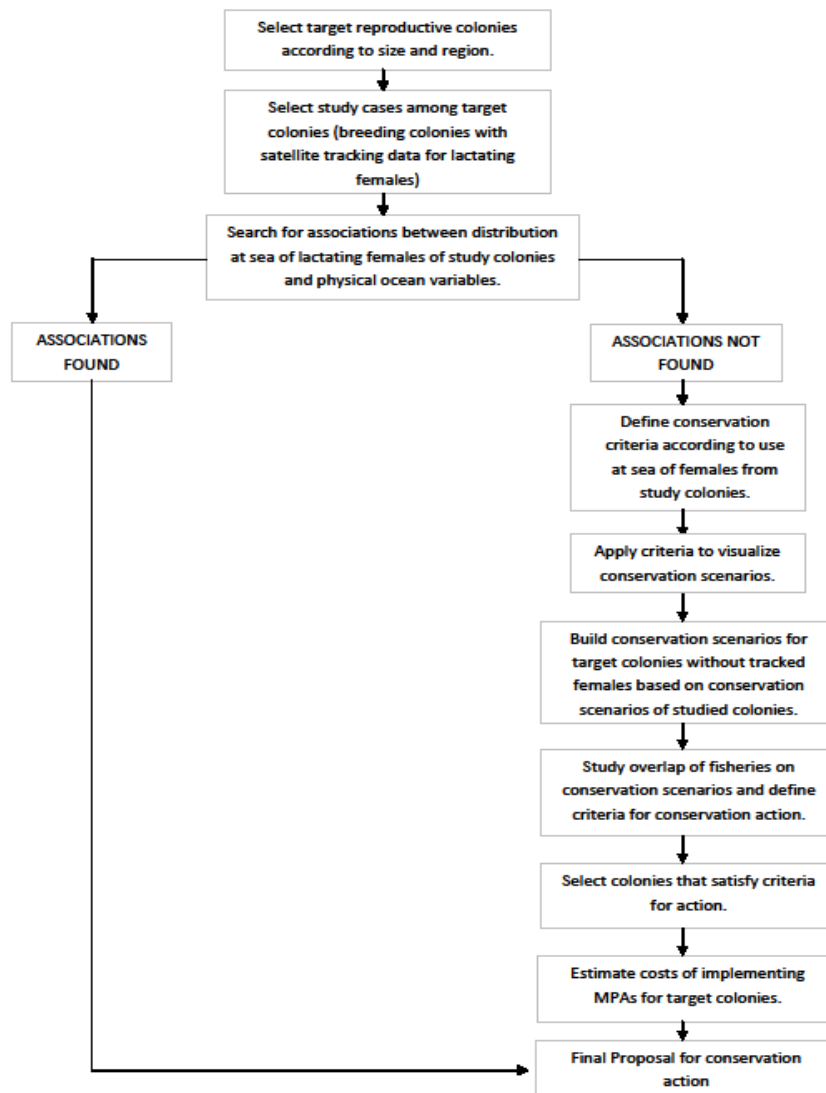 Select target reproductive colonies
according to size and region.
Select study cases among target
colonies (breeding colonies with
satellite tracking data for lactating
females)
Search for associations between distribution
at sea of lactating females of study colonies
and physical ocean variables.
ASSOCIATIONS
FOUND
ASSOCIATIONS NOT
FOUND
Define conservation
criteria according to use
at sea of females from
study colonies.
Apply criteria to visualize
conservation scenarios.
Build conservation scenarios for
target colonies without tracked
females based on conservation
scenarios of studied colonies.
Study overlap of fisheries on
conservation scenarios and define
criteria for conservation action.
Select colonies that satisfy criteria
for action.
Estimate costs of implementing
MPAs for target colonies.
Final Proposal for conservation
action